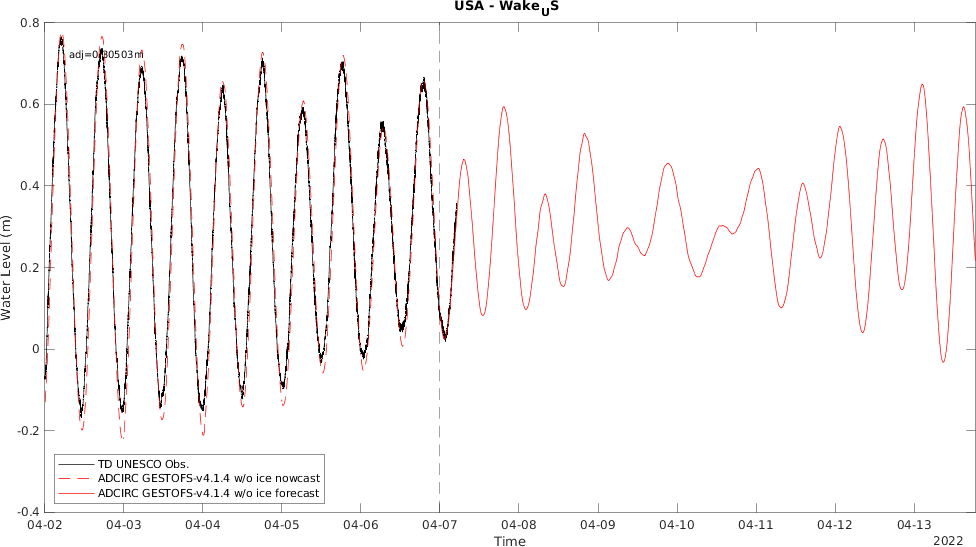 USA - WakeUS
adj=0.30503m
0.8
0.6
0.4
0.2
0
-0.2
-0.4
Water Level (m)
TD UNESCO Obs.
ADCIRC GESTOFS-v4.1.4 w/o ice nowcast
ADCIRC GESTOFS-v4.1.4 w/o ice forecast
04-02 04-03 04-04 04-05 04-06 04-07 04-08 04-09 04-10 04-11 04-12 04-13
Time
2022